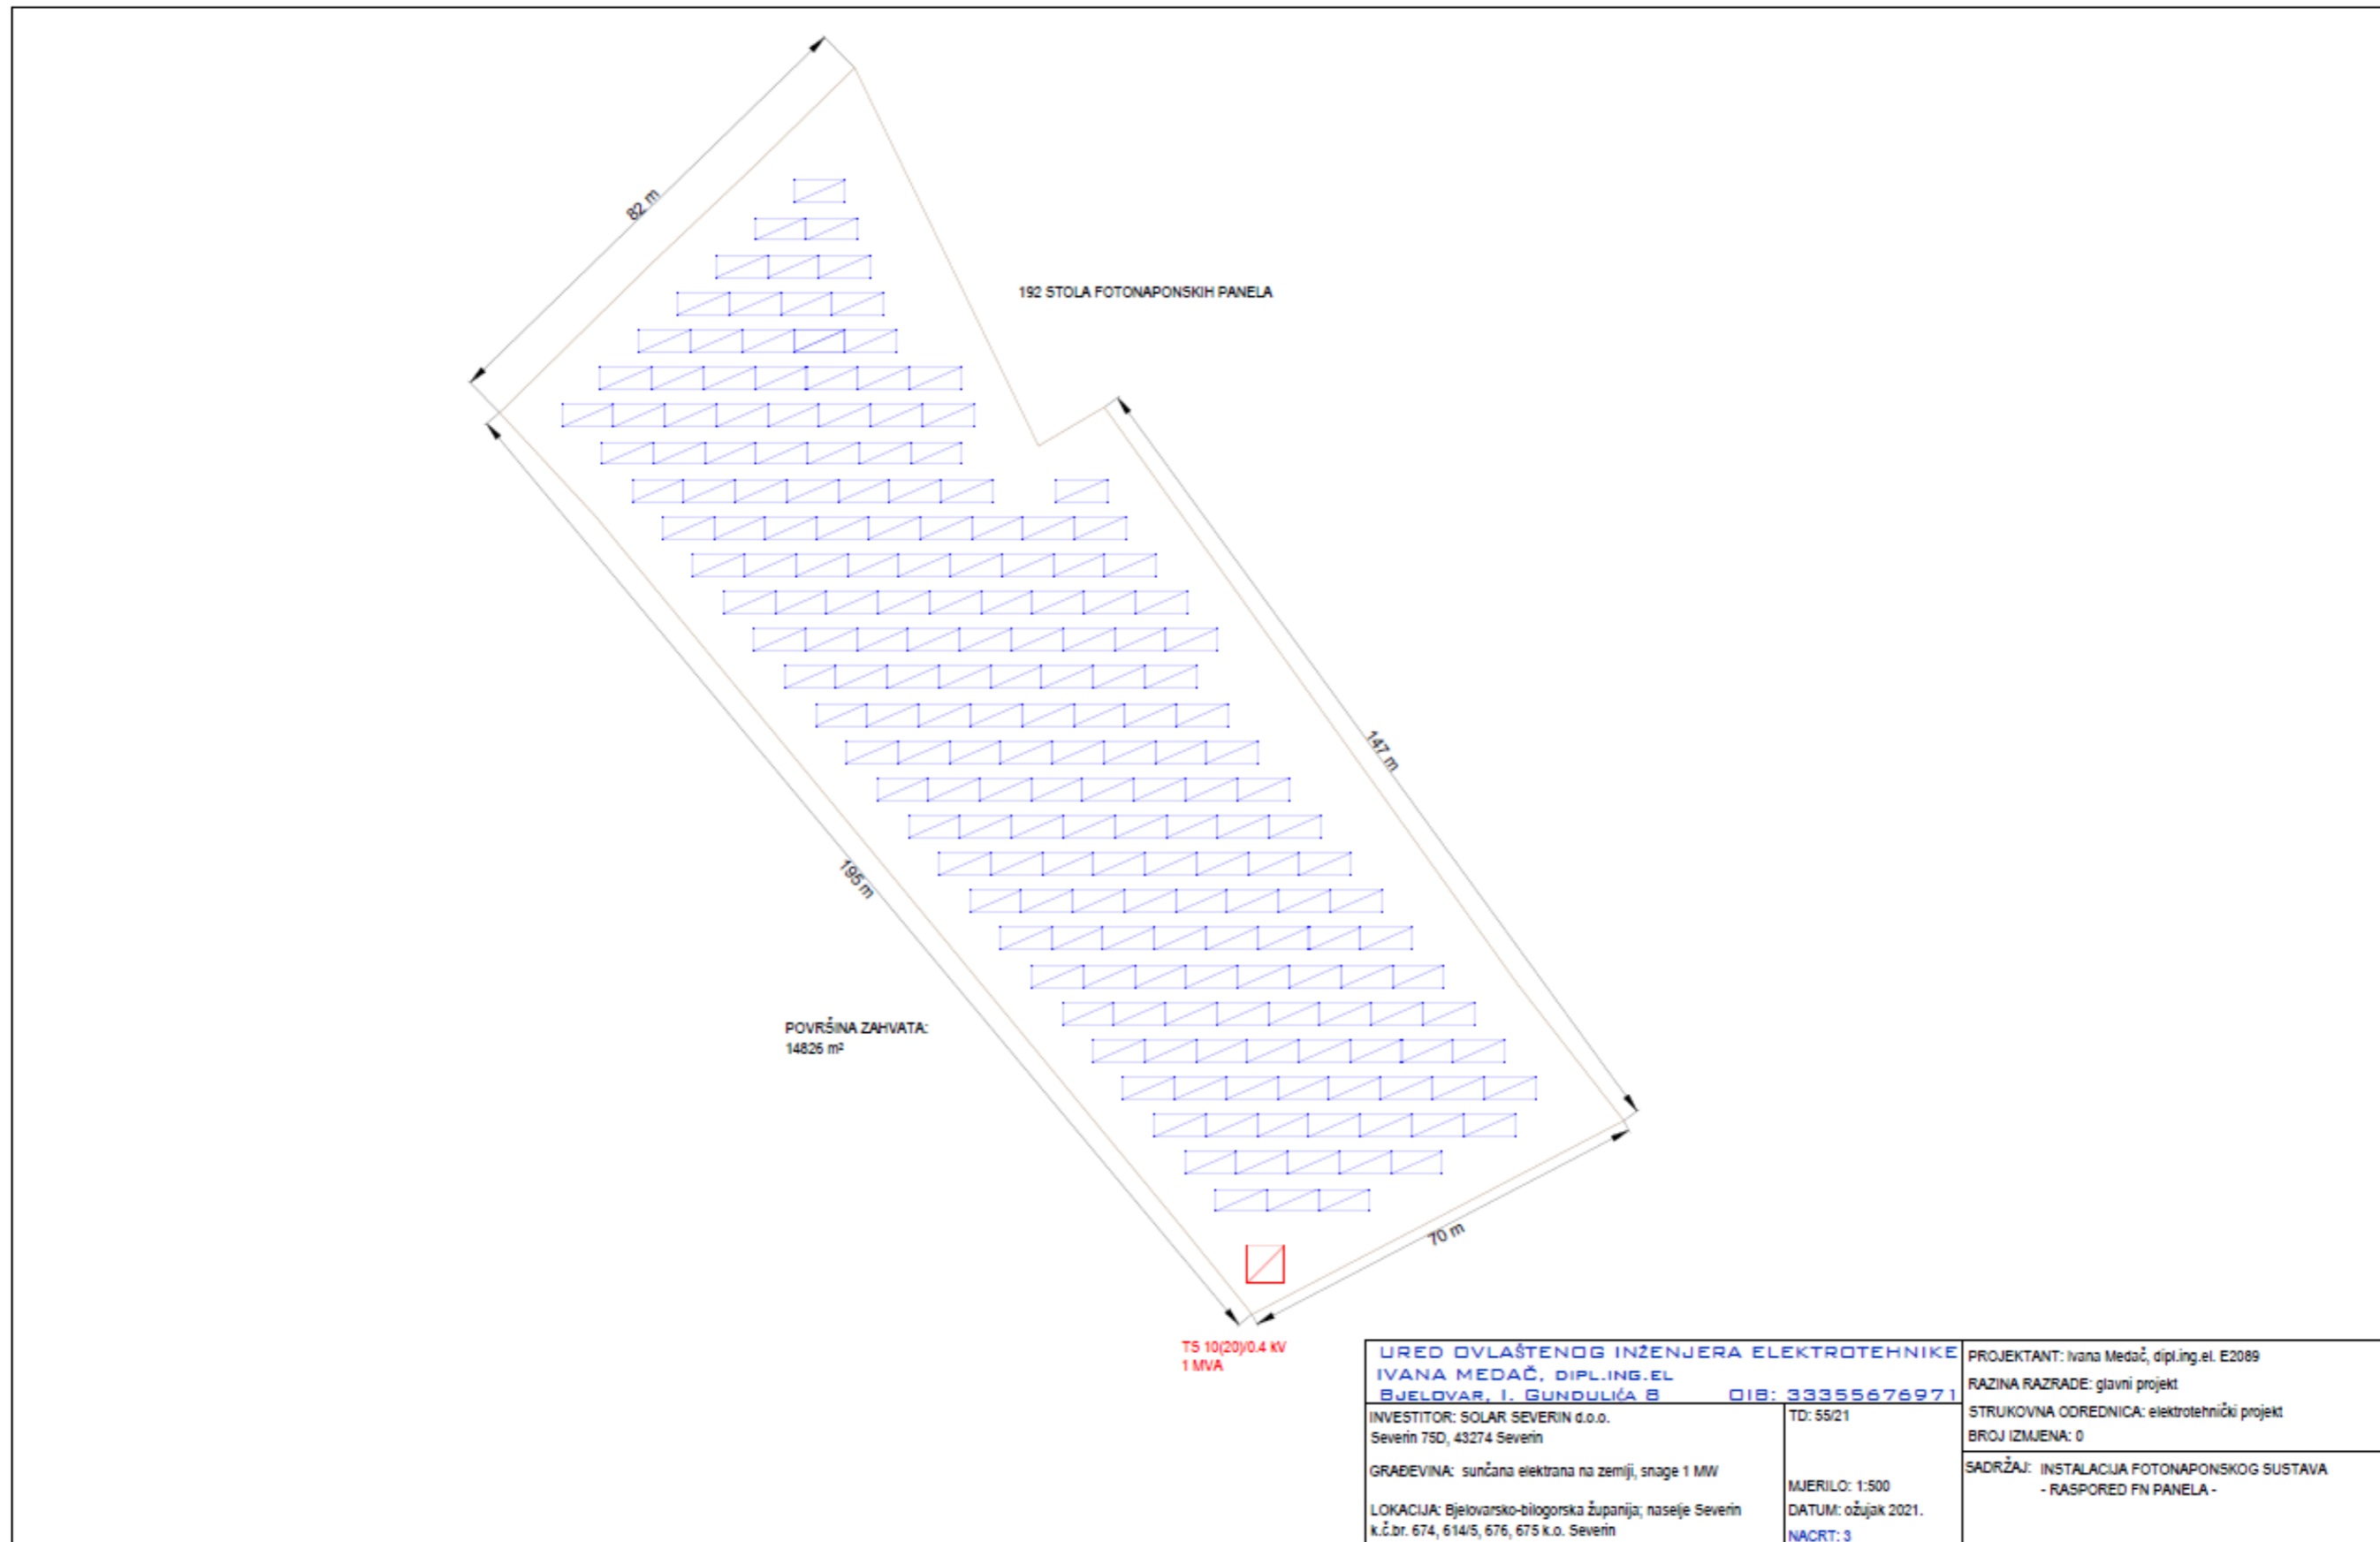 82 m
192 STOLA FOTONAPONSKIH PANELA
147 m
195 m
POVRŠINA ZAHVATA:
14826 m²
70 m
TS 10(20)/0.4 kV
1 MVA
URED OVLAŠTENOG INŽENJERA ELEKTROTEHNIKE
IVANA MEDAČ, DIPL.ING.EL
BJELOVAR, I. GUNDULIĆA 8 OIB: 33355676971
PROJEKTANT: Ivana Medač, dipl.ing.el. E2089
RAZINA RAZRADE: glavni projekt
STRUKOVNA ODREDNICA: elektrotehnički projekt
BROJ IZMJENA: 0
INVESTITOR: SOLAR SEVERIN d.o.o.
Severin 75D, 43274 Severin
TD: 55/21
GRAĐEVINA: sunčana elektrana na zemlji, snage 1 MW
LOKACIJA: Bjelovarsko-bilogorska županija; naselje Severin
k.č.br. 674, 614/5, 676, 675 k.o. Severin
MJERILO: 1:500
DATUM: ožujak 2021.
NACRT: 3
SADRŽAJ: INSTALACIJA FOTONAPONSKOG SUSTAVA
- RASPORED FN PANELA -